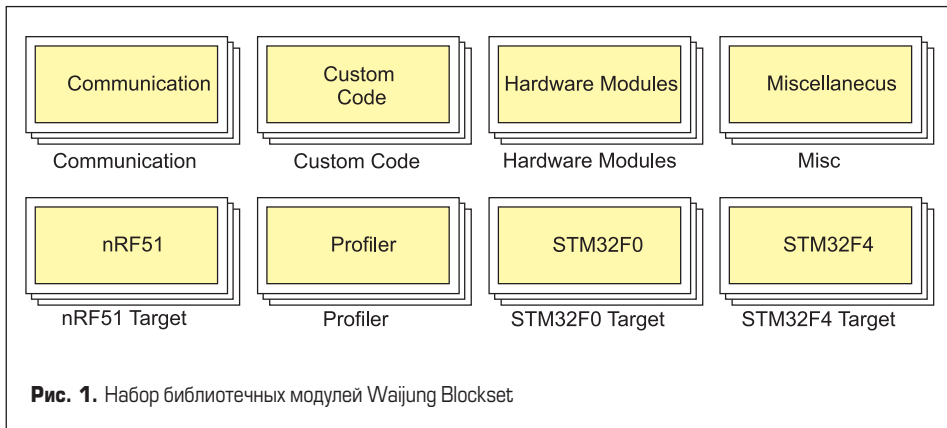 Communication
Custom
Code
Hardware Modules
Miscellanecus
Communication
Custom Code
Hardware Modules
Misc
nRF51
Profiler
STM32F0
STM32F4
nRF51 Target
Profiler
STM32F0 Target
STM32F4 Target
Рис. 1. Набор библиотечных модулей Waijung Blockset